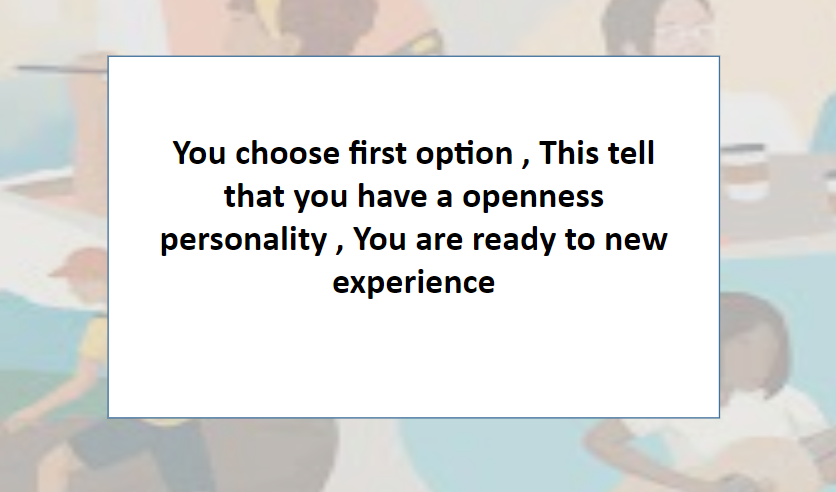 You choose first option , This tell
that you have a openness
personality , You are ready to new
experience